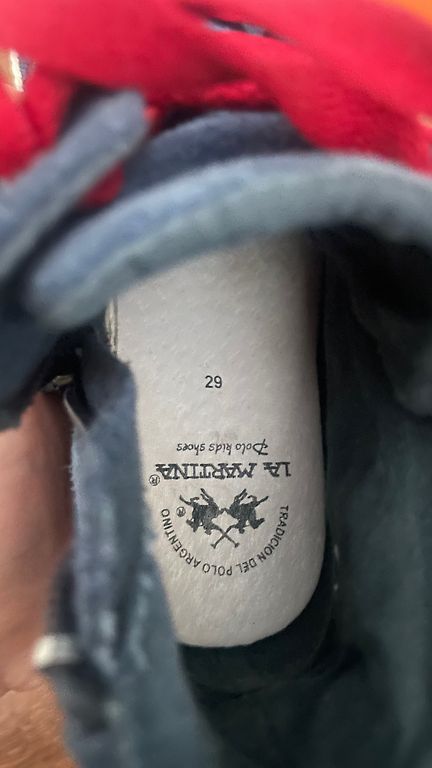 29
LA MARTINA®
Polo kids shoes
TRADICION DEL POLO ARGENTINO
®